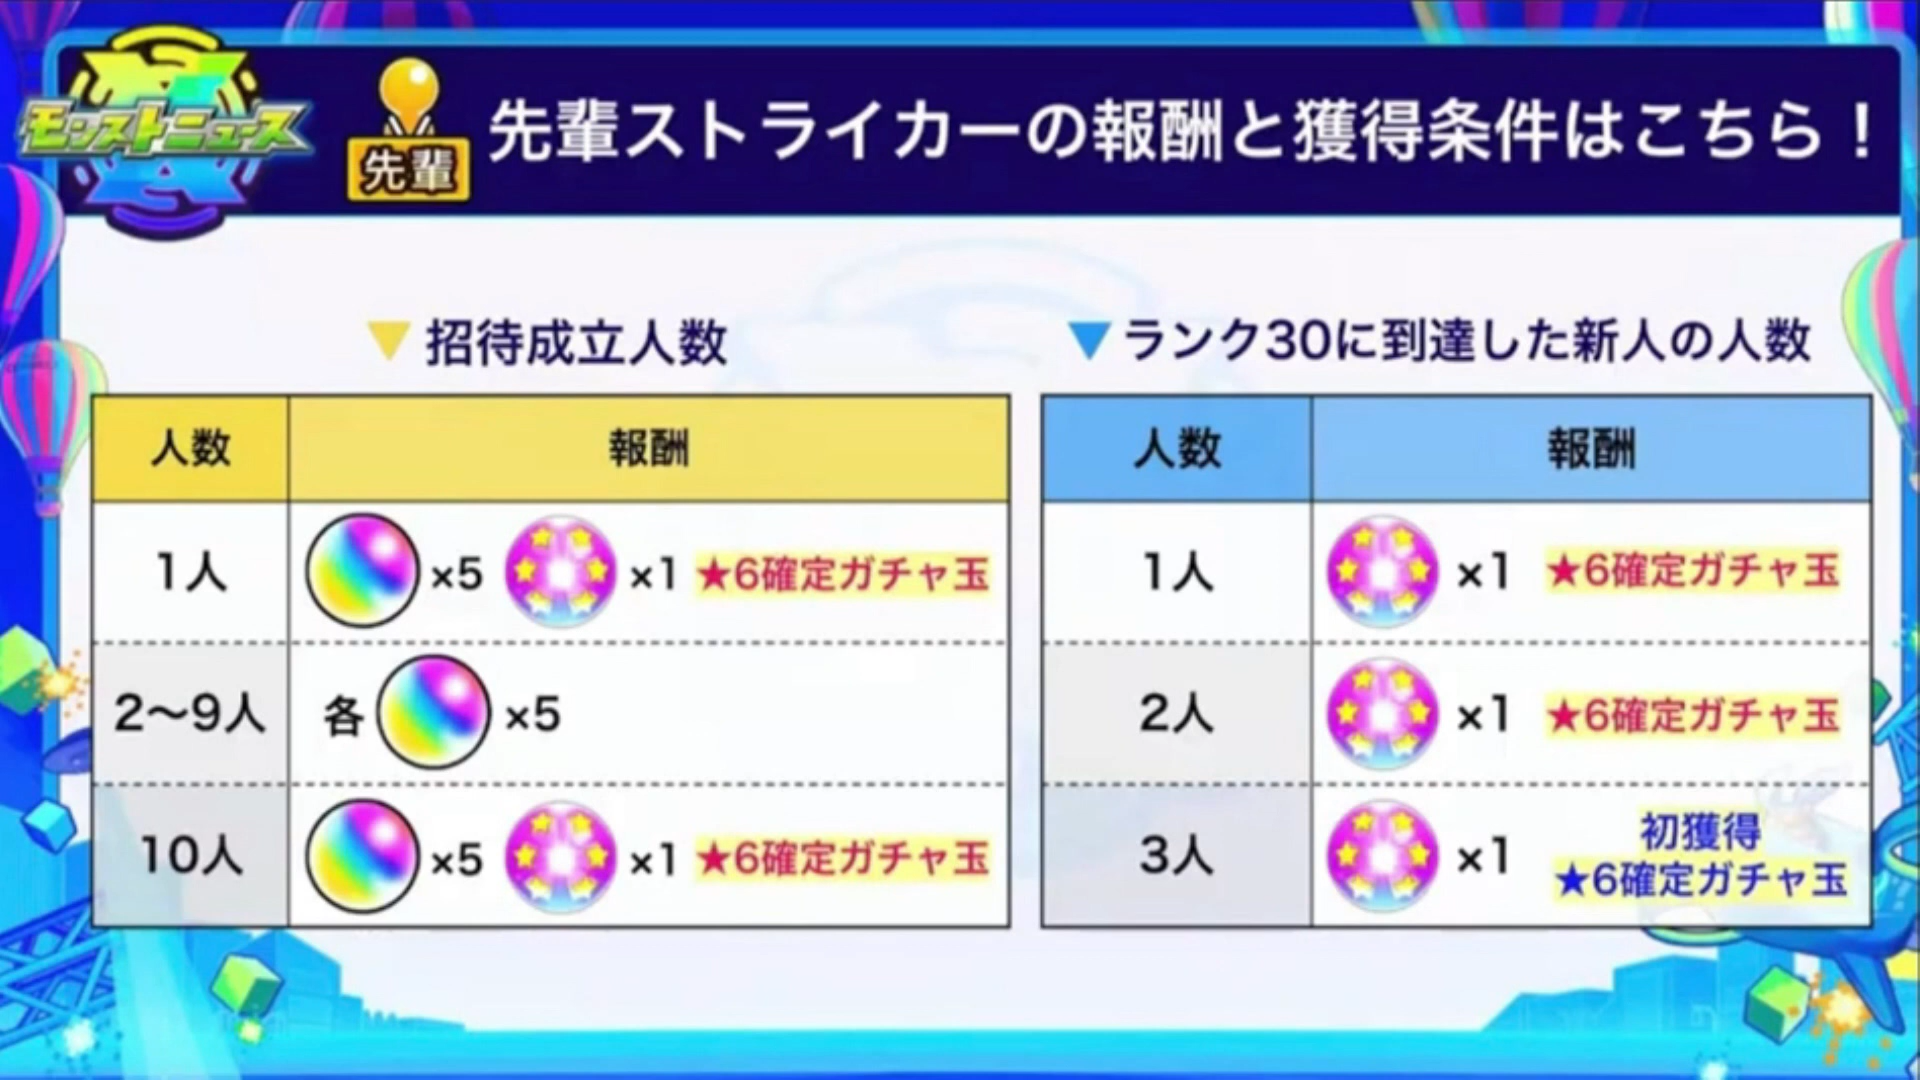 モンストニュース
先輩
先輩ストライカーの報酬と獲得条件はこちら！
▼招待成立人数
人数 報酬
1人 ×5 ×1 ★6確定ガチャ玉
2〜9人 各 ×5
10人 ×5 ×1 ★6確定ガチャ玉
▼ランク30に到達した新人の人数
人数 報酬
1人 ×1 ★6確定ガチャ玉
2人 ×1 ★6確定ガチャ玉
3人 ×1 初獲得
★6確定ガチャ玉